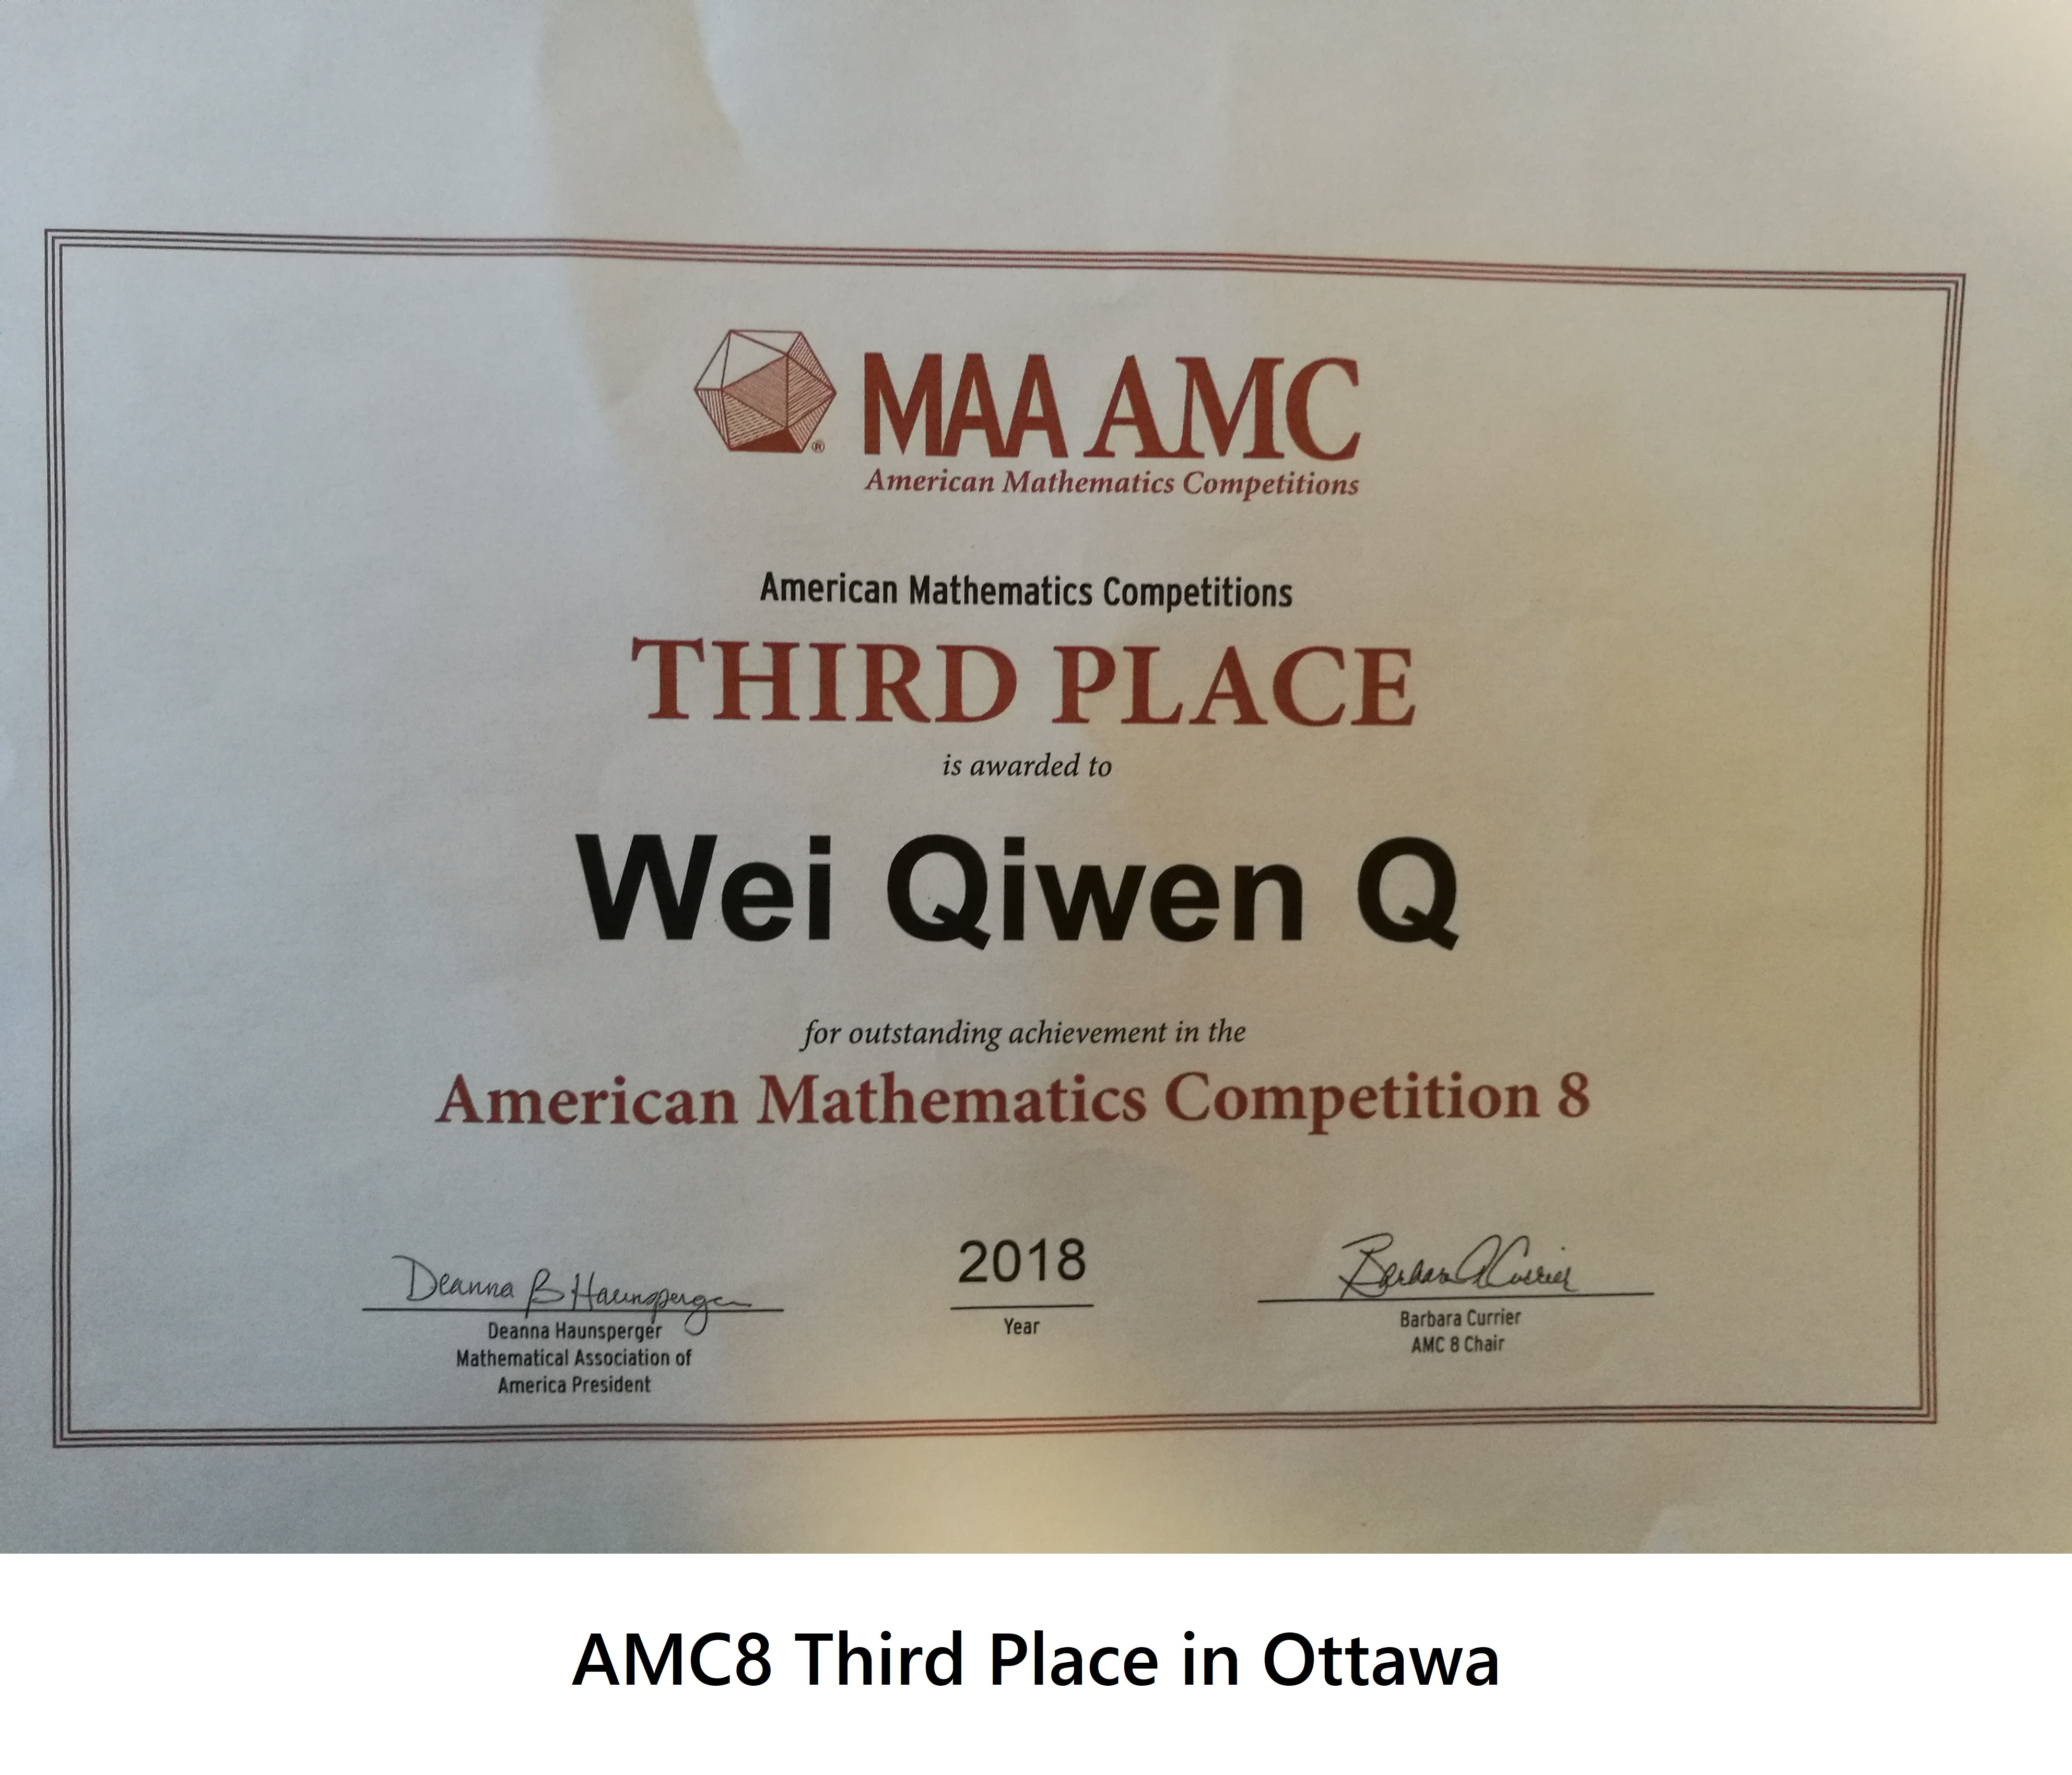 MAA AMC
®
American Mathematics Competitions
American Mathematics Competitions
THIRD PLACE
is awarded to
Wei Qiwen Q
for outstanding achievement in the
American Mathematics Competition 8
Deanna B Haunsperger
Deanna Haunsperger
Mathematical Association of
America President
2018
Year
Barbara A Currier
Barbara Currier
AMC 8 Chair
AMC8 Third Place in Ottawa